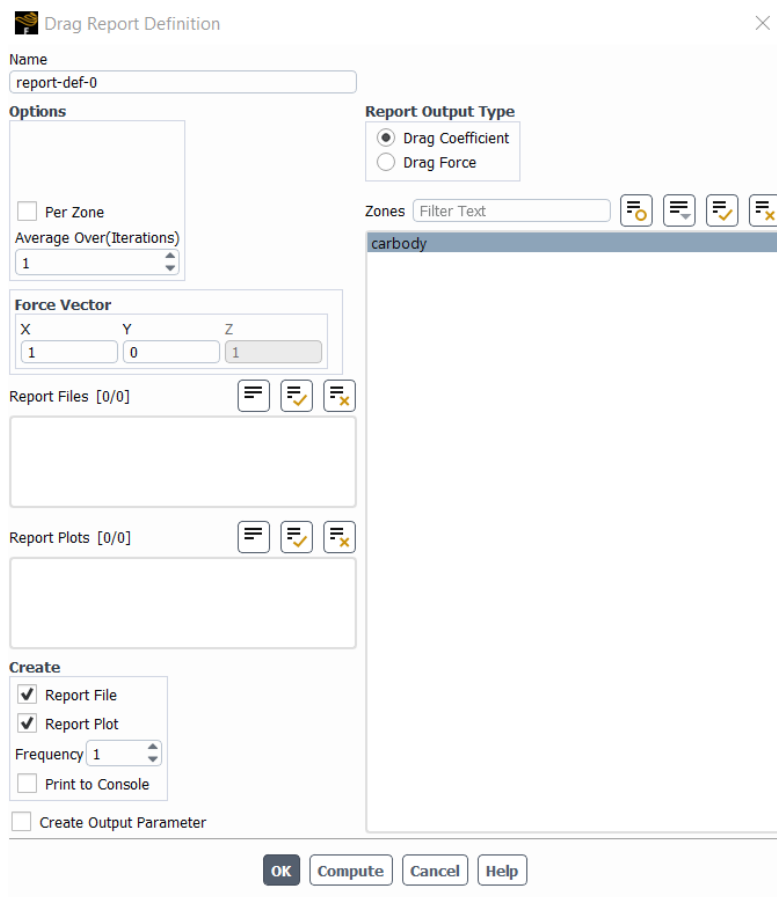 Drag Report Definition
Name
report-def-0
Options
Per Zone
Average Over(Iterations)
1
Force Vector
X Y Z
1 0 1
Report Files [0/0]
Report Plots [0/0]
Create
Report File
Report Plot
Frequency 1
Print to Console
Create Output Parameter
Report Output Type
Drag Coefficient
Drag Force
Zones Filter Text
carbody
OK Compute Cancel Help